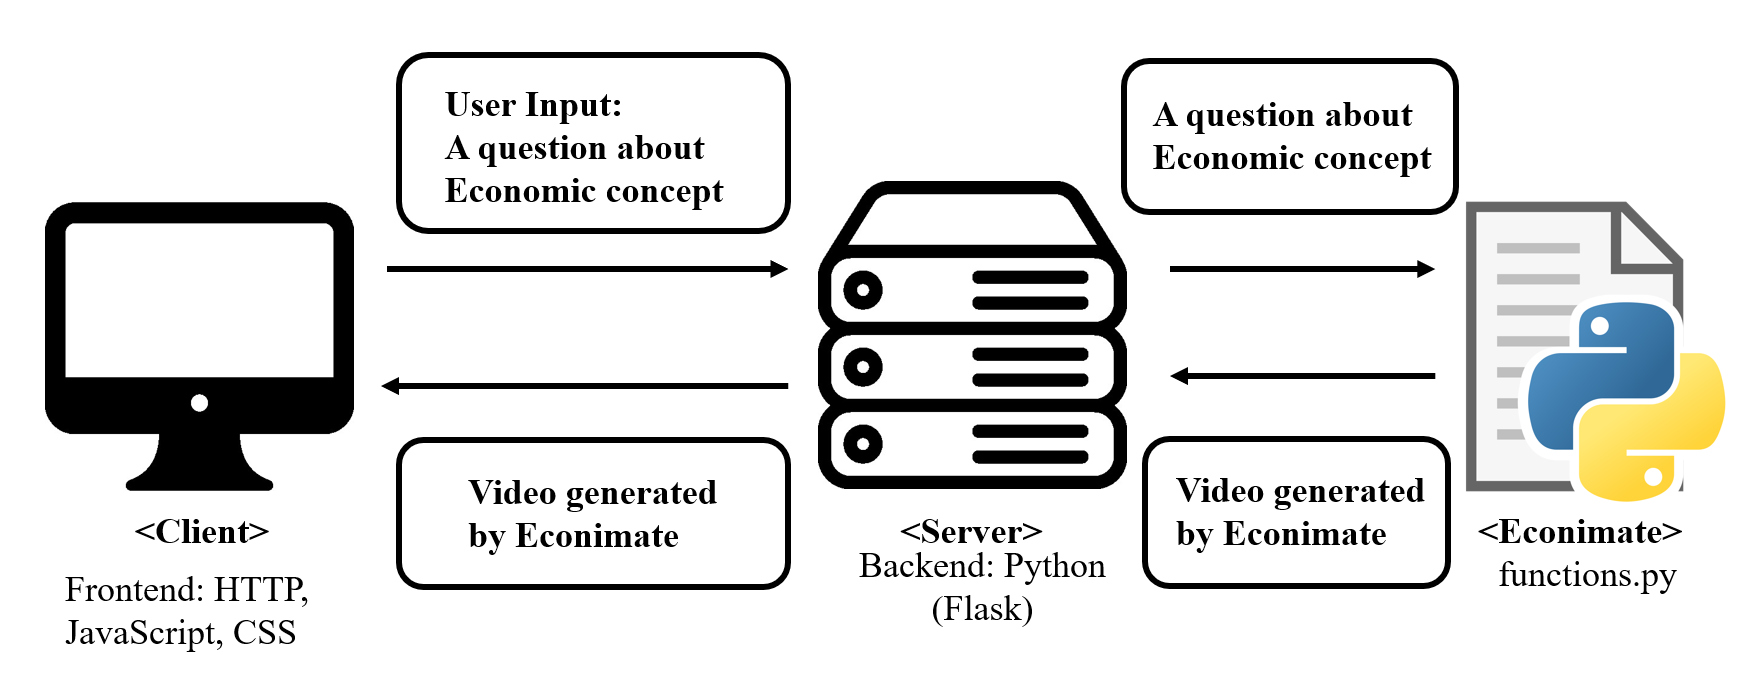 User Input:
A question about
Economic concept
A question about
Economic concept
Video generated
by Econimate
Video generated
by Econimate
<Client>
Frontend: HTTP,
JavaScript, CSS
<Server>
Backend: Python
(Flask)
<Econimate>
functions.py